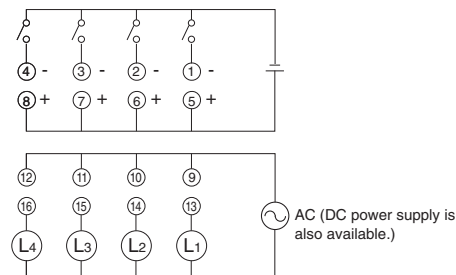 4 - 3 - 2 - 1 -
8 + 7 + 6 + 5 +
12 11 10 9
16 15 14 13
L4 L3 L2 L1
AC (DC power supply is
also available.)